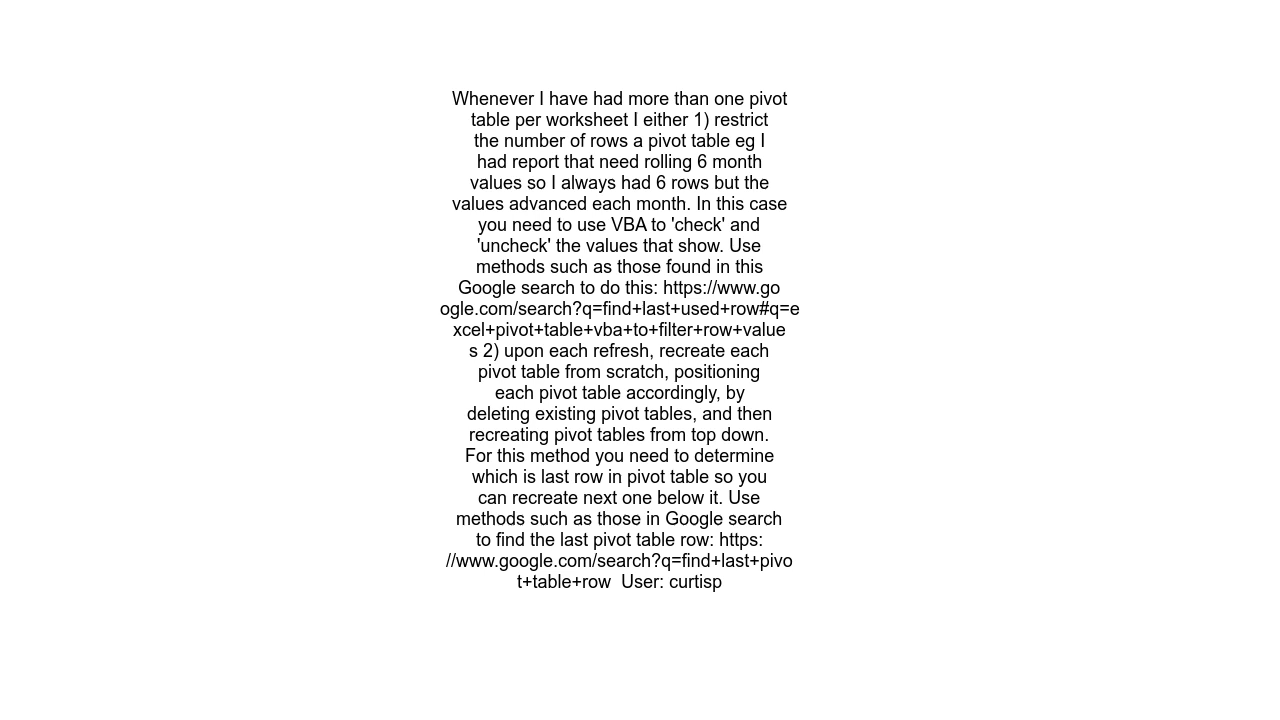 Whenever I have had more than one pivot
table per worksheet I either 1) restrict
the number of rows a pivot table eg I
had report that need rolling 6 month
values so I always had 6 rows but the
values advanced each month. In this case
you need to use VBA to 'check' and
'uncheck' the values that show. Use
methods such as those found in this
Google search to do this: https://www.go
ogle.com/search?q=find+last+used+row#q=e
xcel+pivot+table+vba+to+filter+row+value
s 2) upon each refresh, recreate each
pivot table from scratch, positioning
each pivot table accordingly, by
deleting existing pivot tables, and then
recreating pivot tables from top down.
For this method you need to determine
which is last row in pivot table so you
can recreate next one below it. Use
methods such as those in Google search
to find the last pivot table row: https:
//www.google.com/search?q=find+last+pivo
t+table+row  User: curtisp